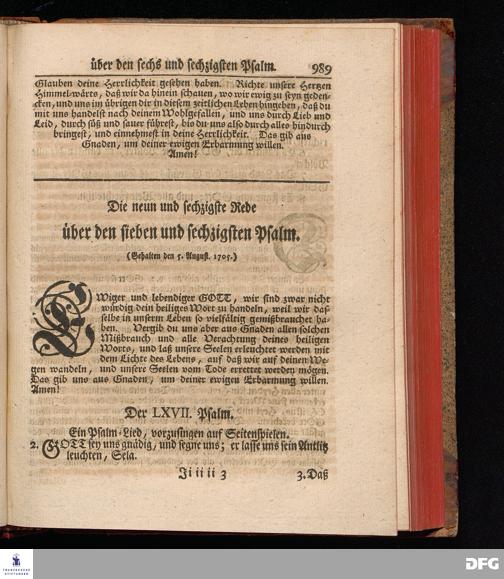 über den sechs und sechzigsten Psalm. 989
Glauben deine Herrlichkeit gesehen haben. Richte unsere Hertzen
Himmel-wärts, daß wir da hinein schauen, wo wir ewig zu seyn geden-
cken, und uns im übrigen dir in diesem zeitlichen Leben hingeben, daß du
mit uns handelst nach deinem Wohlgefallen, und uns durch Lieb und
Leid, durch süß und sauer führest, bis du uns also durch alles hindurch
bringest, und einnehmest in deine Herrlichkeit. Das gib aus
Gnaden, um deiner ewigen Erbarmung willen.
Amen!
Die neun und sechzigste Rede
über den sieben und sechzigsten Psalm.
(Gehalten den 5. August. 1705.)
EWiger und lebendiger GOTT, wir sind zwar nicht
würdig dein heiliges Wort zu handeln, weil wir das-
selbe in unserm Leben so vielfältig gemißbrauchet ha-
ben. Vergib du uns aber aus Gnaden allen solchen
Mißbrauch und alle Verachtung deines heiligen
Worts, und laß unsere Seelen erleuchtet werden mit
dem Lichte des Lebens, auf daß wir auf deinen We-
gen wandeln, und unsere Seelen vom Tode errettet werden mögen.
Das gib uns aus Gnaden, um deiner ewigen Erbarmung willen.
Amen!
Der LXVII. Psalm.
Ein Psalm-Lied, vorzusingen auf Seitenspielen.
2. GOTT sey uns gnädig, und segne uns; er lasse uns sein Antlitz
leuchten, Sela.
Ji ii ii 3 3. Daß
FRANCKESCHE
STIFTUNGEN
DFG